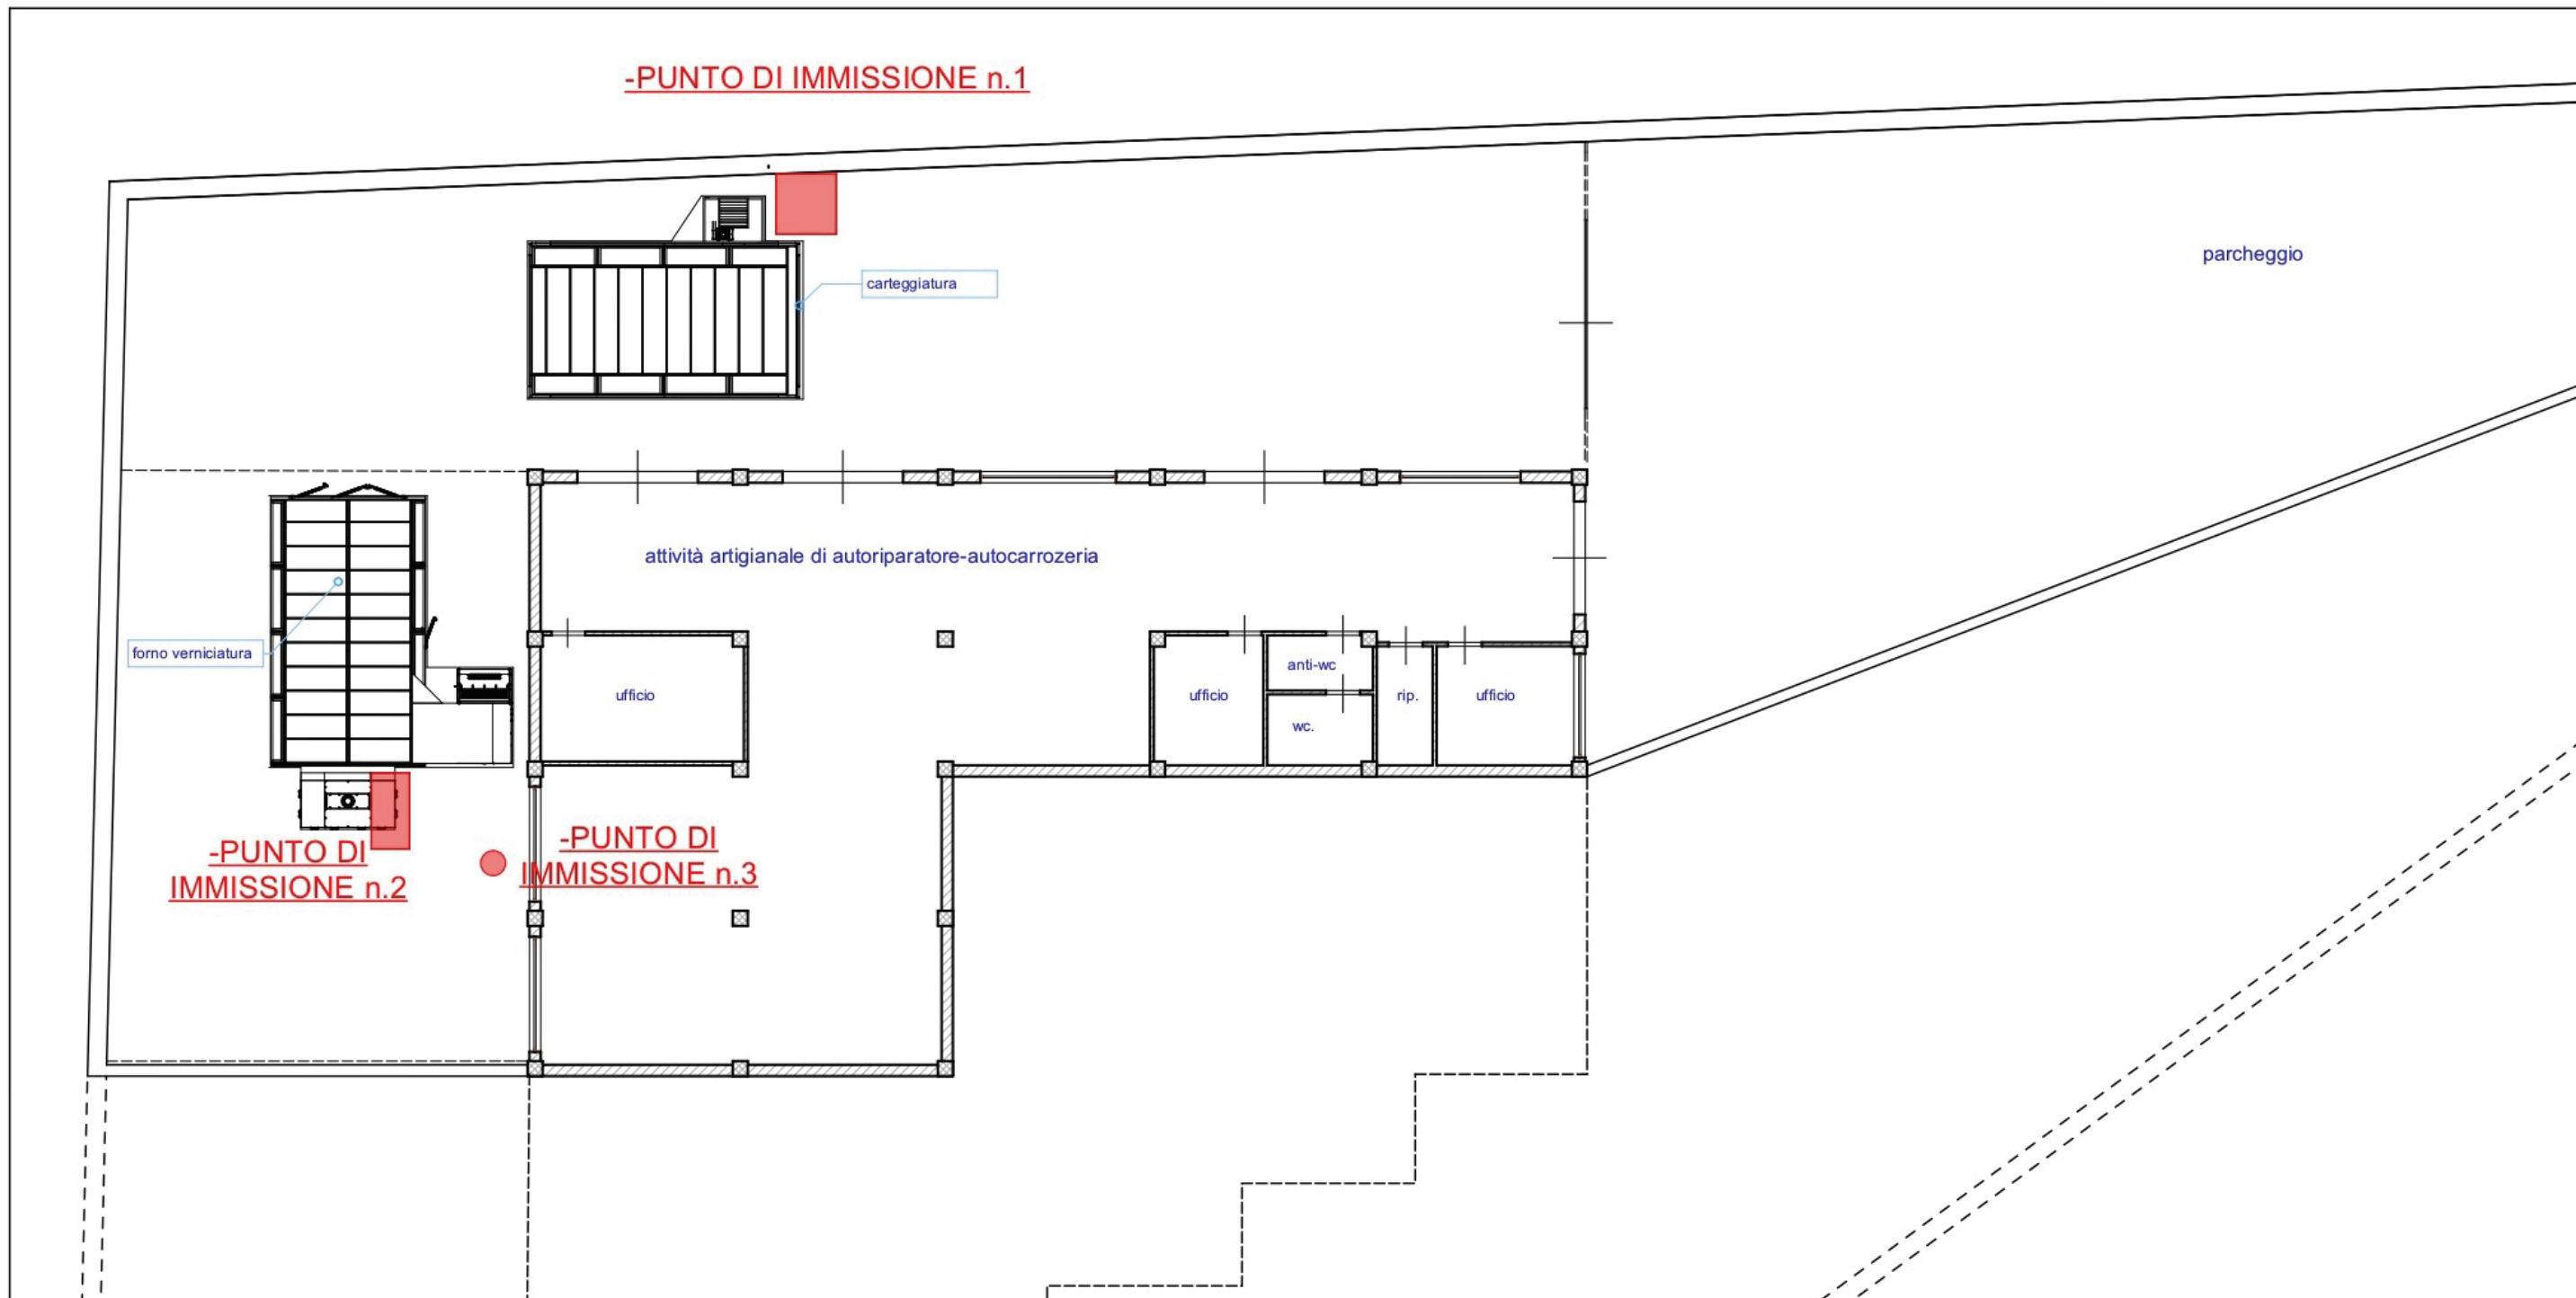 -PUNTO DI IMMISSIONE n.1
parcheggio
carteggiatura
attività artigianale di autoriparatore-autocarrozeria
forno verniciatura
ufficio
ufficio
anti-wc
wc.
rip.
ufficio
-PUNTO DI
IMMISSIONE n.2
-PUNTO DI
IMMISSIONE n.3